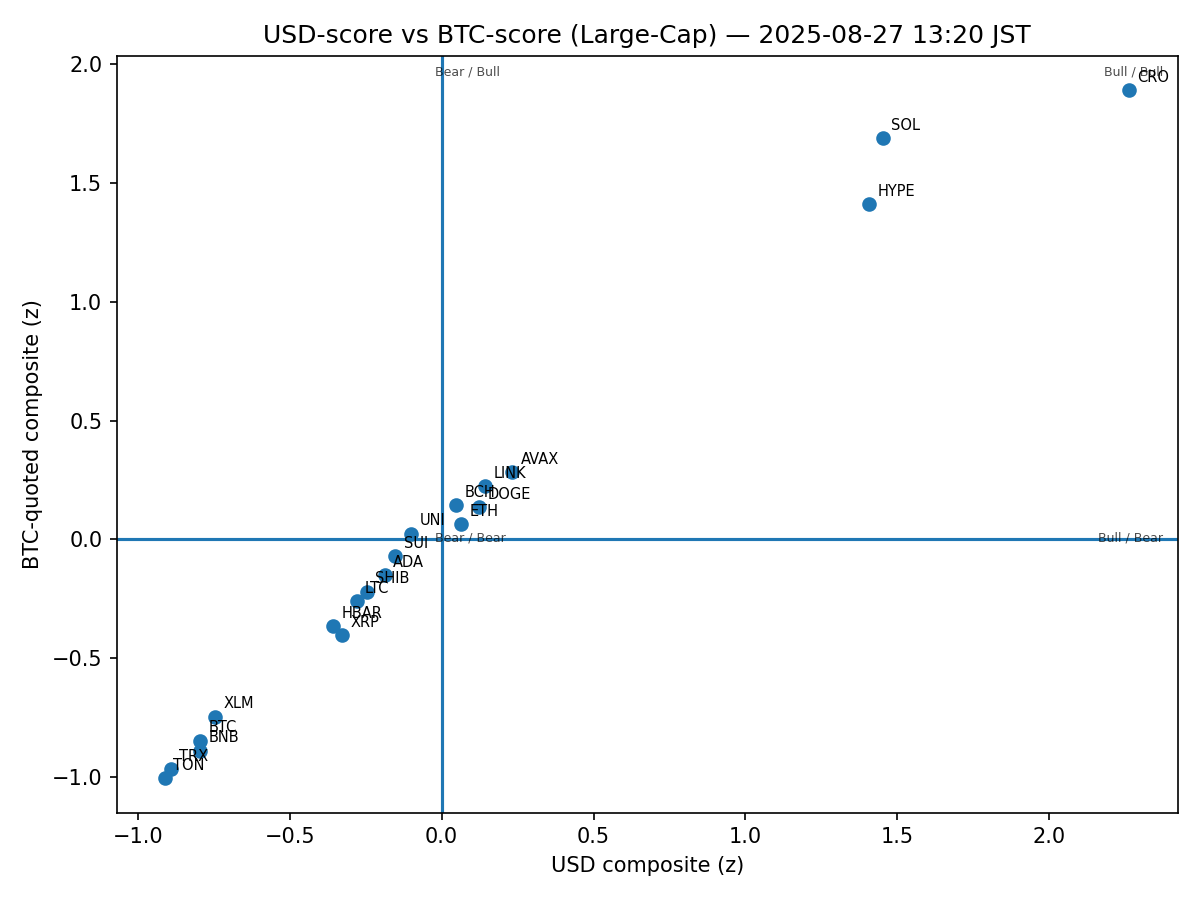 USD-score vs BTC-score (Large-Cap) — 2025-08-27 13:20 JST
2.0
1.5
1.0
0.5
0.0
−0.5
−1.0
BTC-quoted composite (z)
Bear / Bull
Bull / Bull
CRO
SOL
HYPE
AVAX
LINK
BCH
DOGE
ETH
UNI
SUI
Bear / Bear
Bull / Bear
ADA
SHIB
LTC
HBAR
XRP
XLM
BTC
BNB
TRX
TON
−1.0
−0.5
0.0
0.5
1.0
1.5
2.0
USD composite (z)